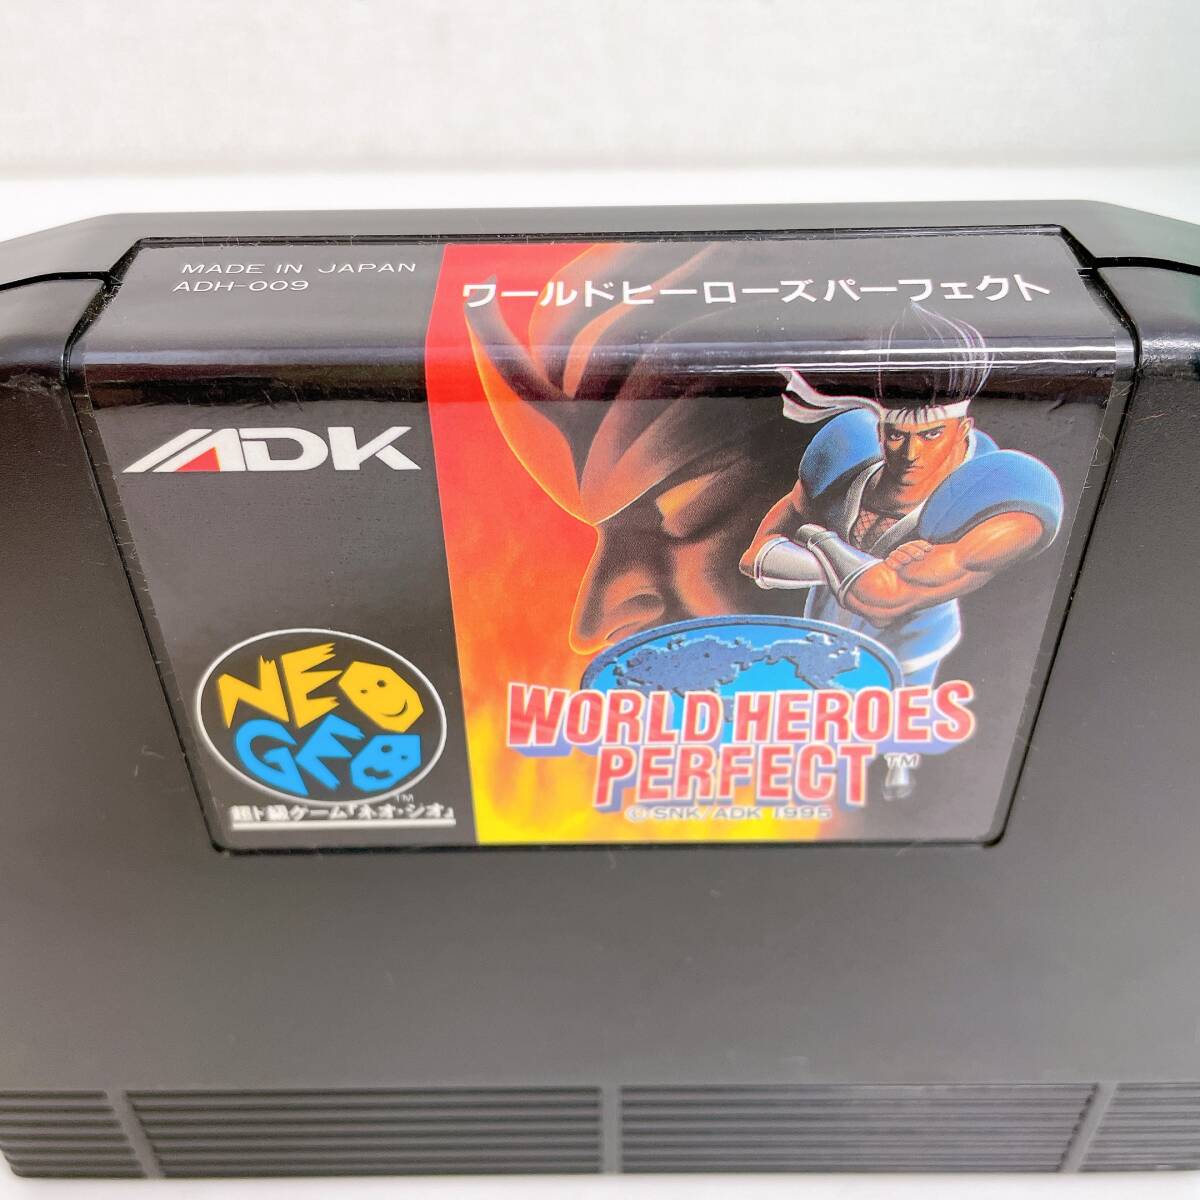 MADE IN JAPAN
ADH-009
ワールドヒーローズパーフェクト
ADK
NEO
GEO
TM
超ド級ゲーム「ネオ・ジオ」
WORLD HEROES
PERFECT™
©SNK/ADK 1995